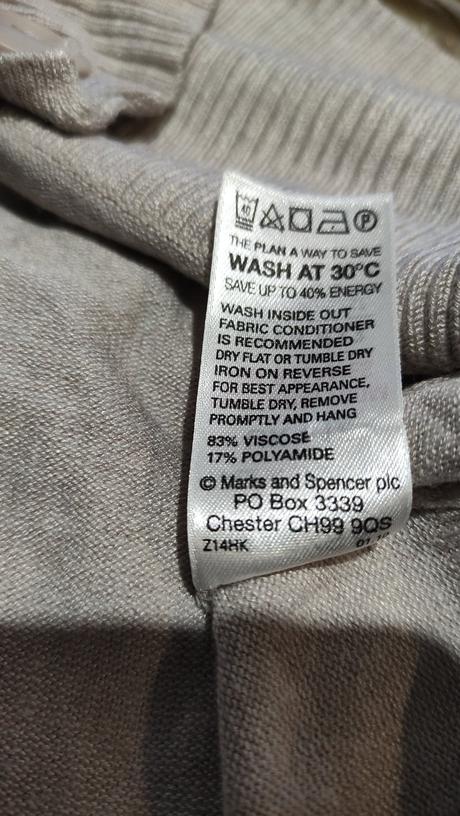 40 P
THE PLAN A WAY TO SAVE
WASH AT 30°C
SAVE UP TO 40% ENERGY
WASH INSIDE OUT
FABRIC CONDITIONER
IS RECOMMENDED
DRY FLAT OR TUMBLE DRY
IRON ON REVERSE
FOR BEST APPEARANCE,
TUMBLE DRY, REMOVE
PROMPTLY AND HANG
83% VISCOSE
17% POLYAMIDE
© Marks and Spencer plc
PO Box 3339
Chester CH99 9QS
Z14HK